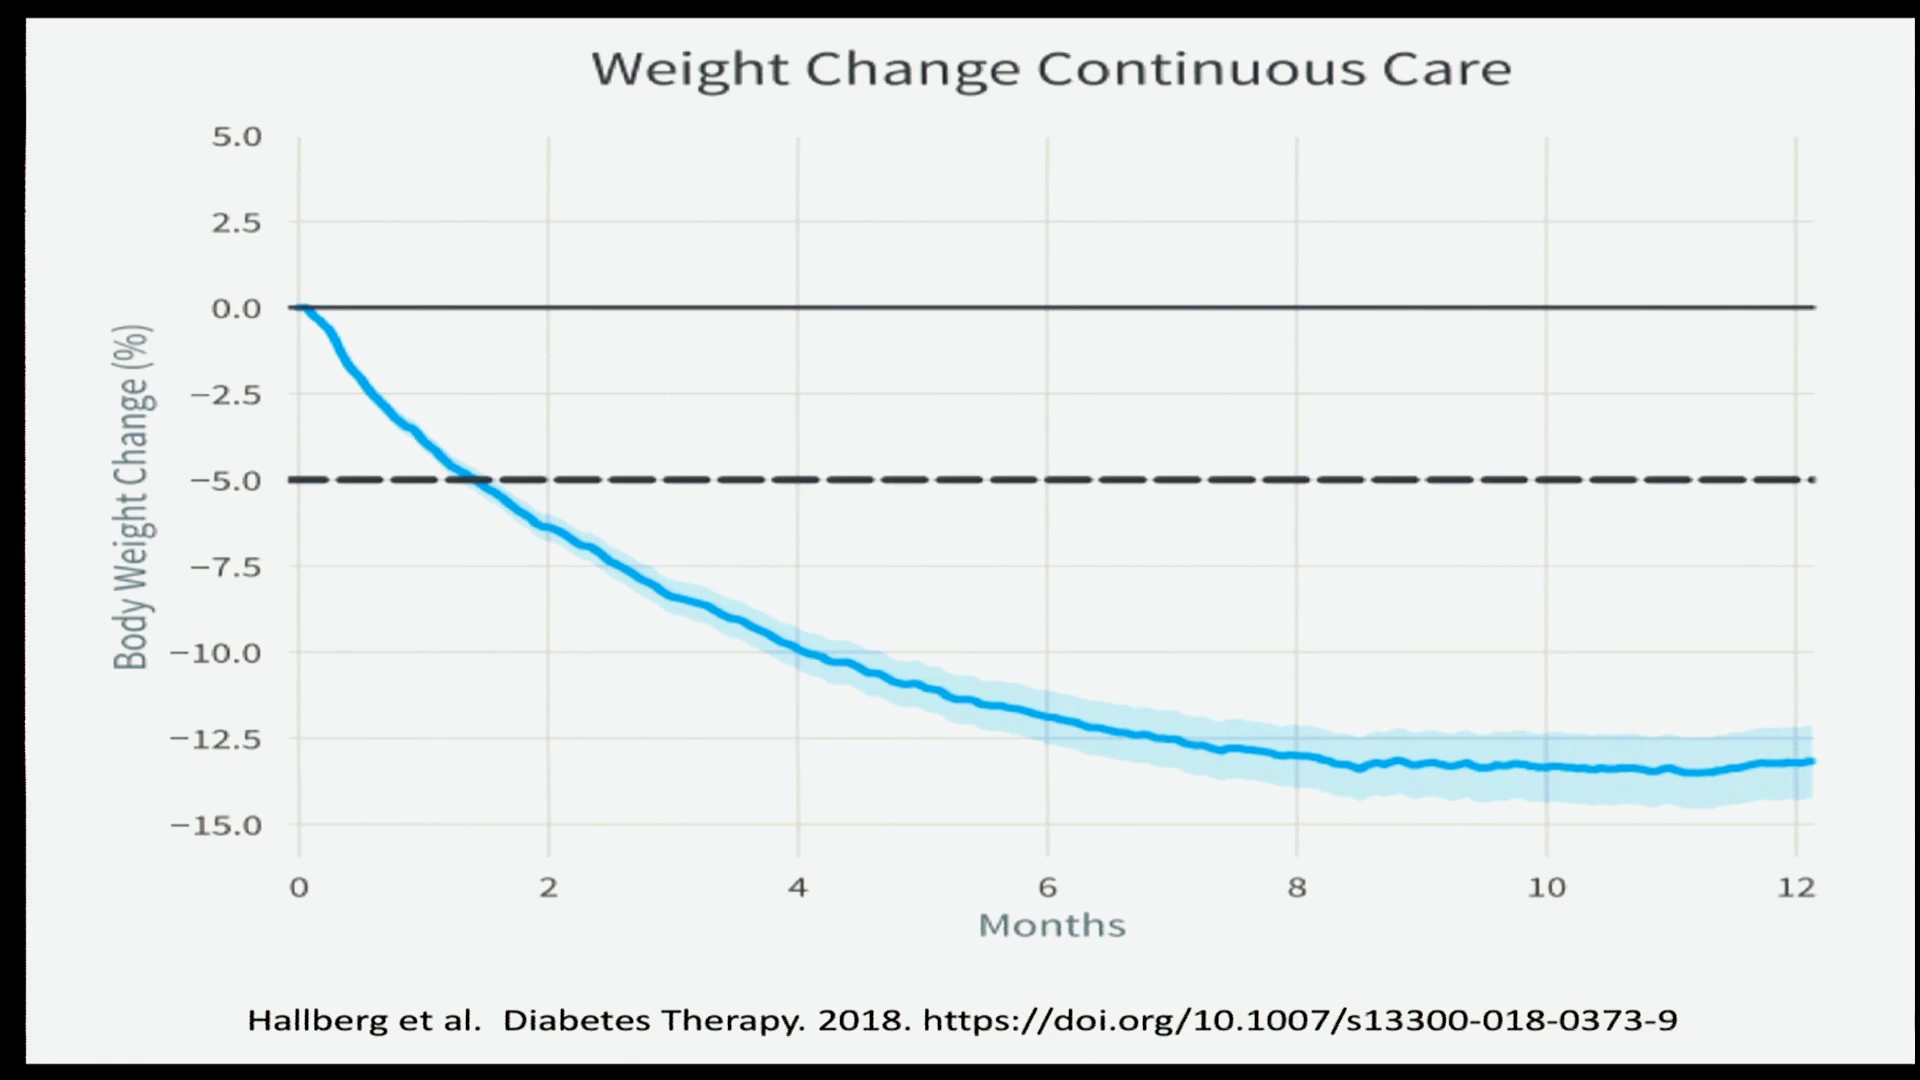 Weight Change Continuous Care
5.0
2.5
0.0
−2.5
−5.0
−7.5
−10.0
−12.5
−15.0
Body Weight Change (%)
0 2 4 6 8 10 12
Months
Hallberg et al.  Diabetes Therapy. 2018. https://doi.org/10.1007/s13300-018-0373-9